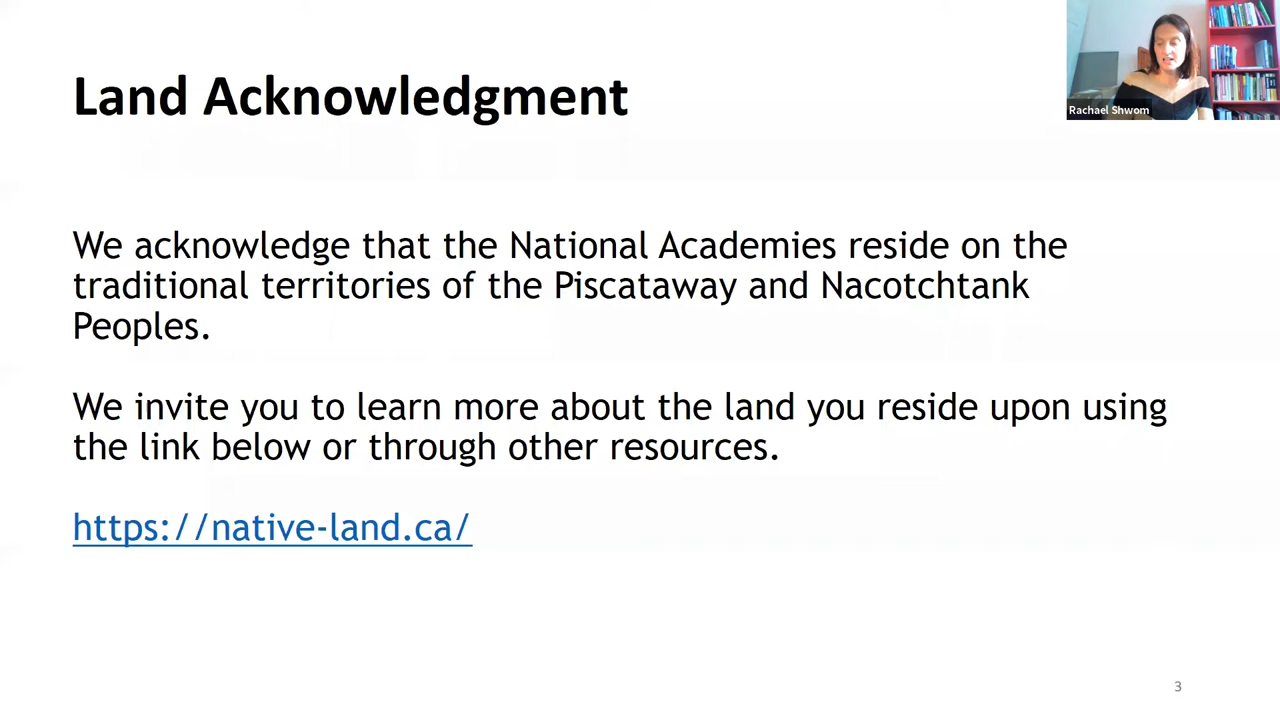 Land Acknowledgment
Rachael Shwom
We acknowledge that the National Academies reside on the
traditional territories of the Piscataway and Nacotchtank
Peoples.
We invite you to learn more about the land you reside upon using
the link below or through other resources.
https://native-land.ca/
3